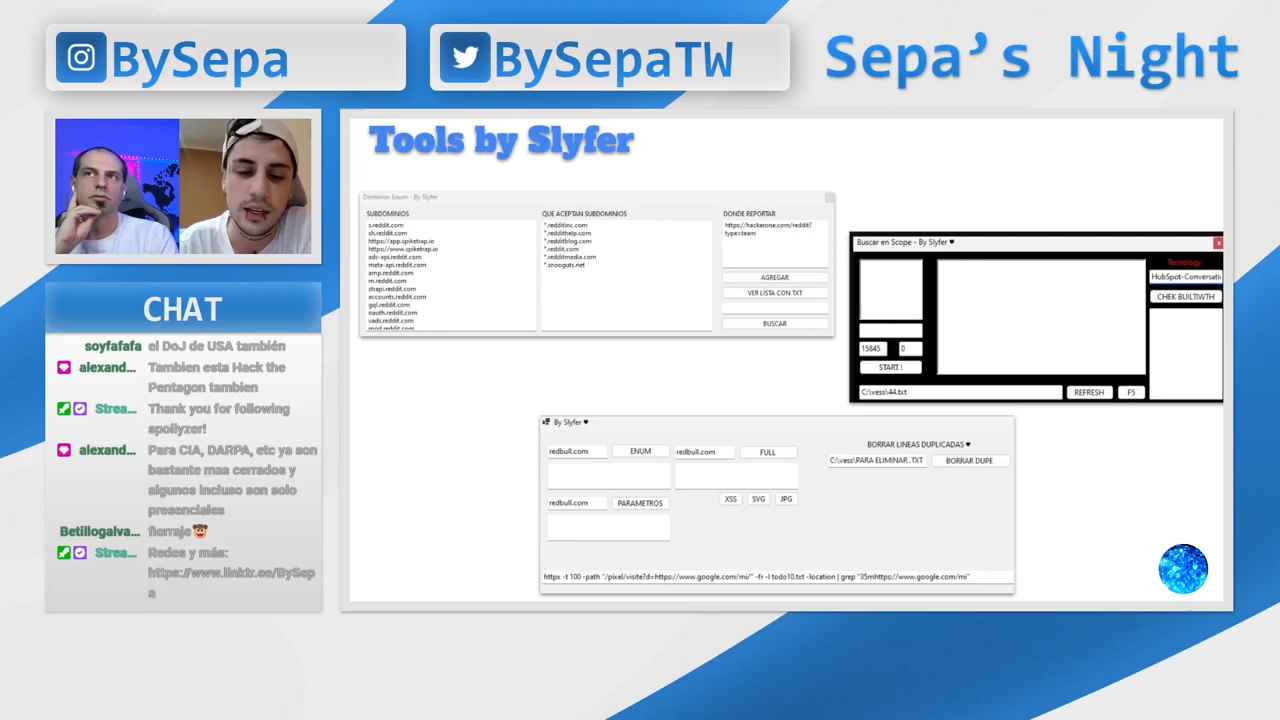 BySepa
BySepaTW
Sepa's Night
CHAT
soyfafafa el DoJ de USA también
alexand... Tambien esta Hack the
Pentagon tambien
Strea... Thank you for following
spollyzer!
alexand... Para CIA, DARPA, etc ya son
bastante mas cerrados y
algunos incluso son solo
presenciales
Betillogalva... fierraje
Strea... Redes y más:
https://www.linktr.ee/BySep
a
Tools by Slyfer
Dominios Enum - By Slyfer
SUBDOMINIOS
s.reddit.com
sh.reddit.com
https://app.spiketrap.io
https://www.spiketrap.io
ads-api.reddit.com
meta-api.reddit.com
amp.reddit.com
m.reddit.com
strapi.reddit.com
accounts.reddit.com
gql.reddit.com
oauth.reddit.com
vads.reddit.com
mod.reddit.com
QUE ACEPTAN SUBDOMINIOS
*.redditinc.com
*.reddithelp.com
*.redditblog.com
*.reddit.com
*.redditmedia.com
*.snooguts.net
DONDE REPORTAR
https://hackerone.com/reddit?
type=team
AGREGAR
VER LISTA CON TXT
BUSCAR
Buscar en Scope - By Slyfer ♥
x
Tecnology
HubSpot-Conversati
CHEK BUILTIWTH
15845
0
START !
C:\vess\44.txt
REFRESH
F5
By Slyfer ♥
redbull.com
ENUM
redbull.com
FULL
redbull.com
PARAMETROS
XSS
SVG
JPG
BORRAR LINEAS DUPLICADAS ♥
C:\vess\PARA ELIMINAR .TXT
BORRAR DUPE
httpx -t 100 -path "/pixel/visite?d=https://www.google.com/mi/" -fr -l todo10.txt -location | grep "35mhttps://www.google.com/mi"